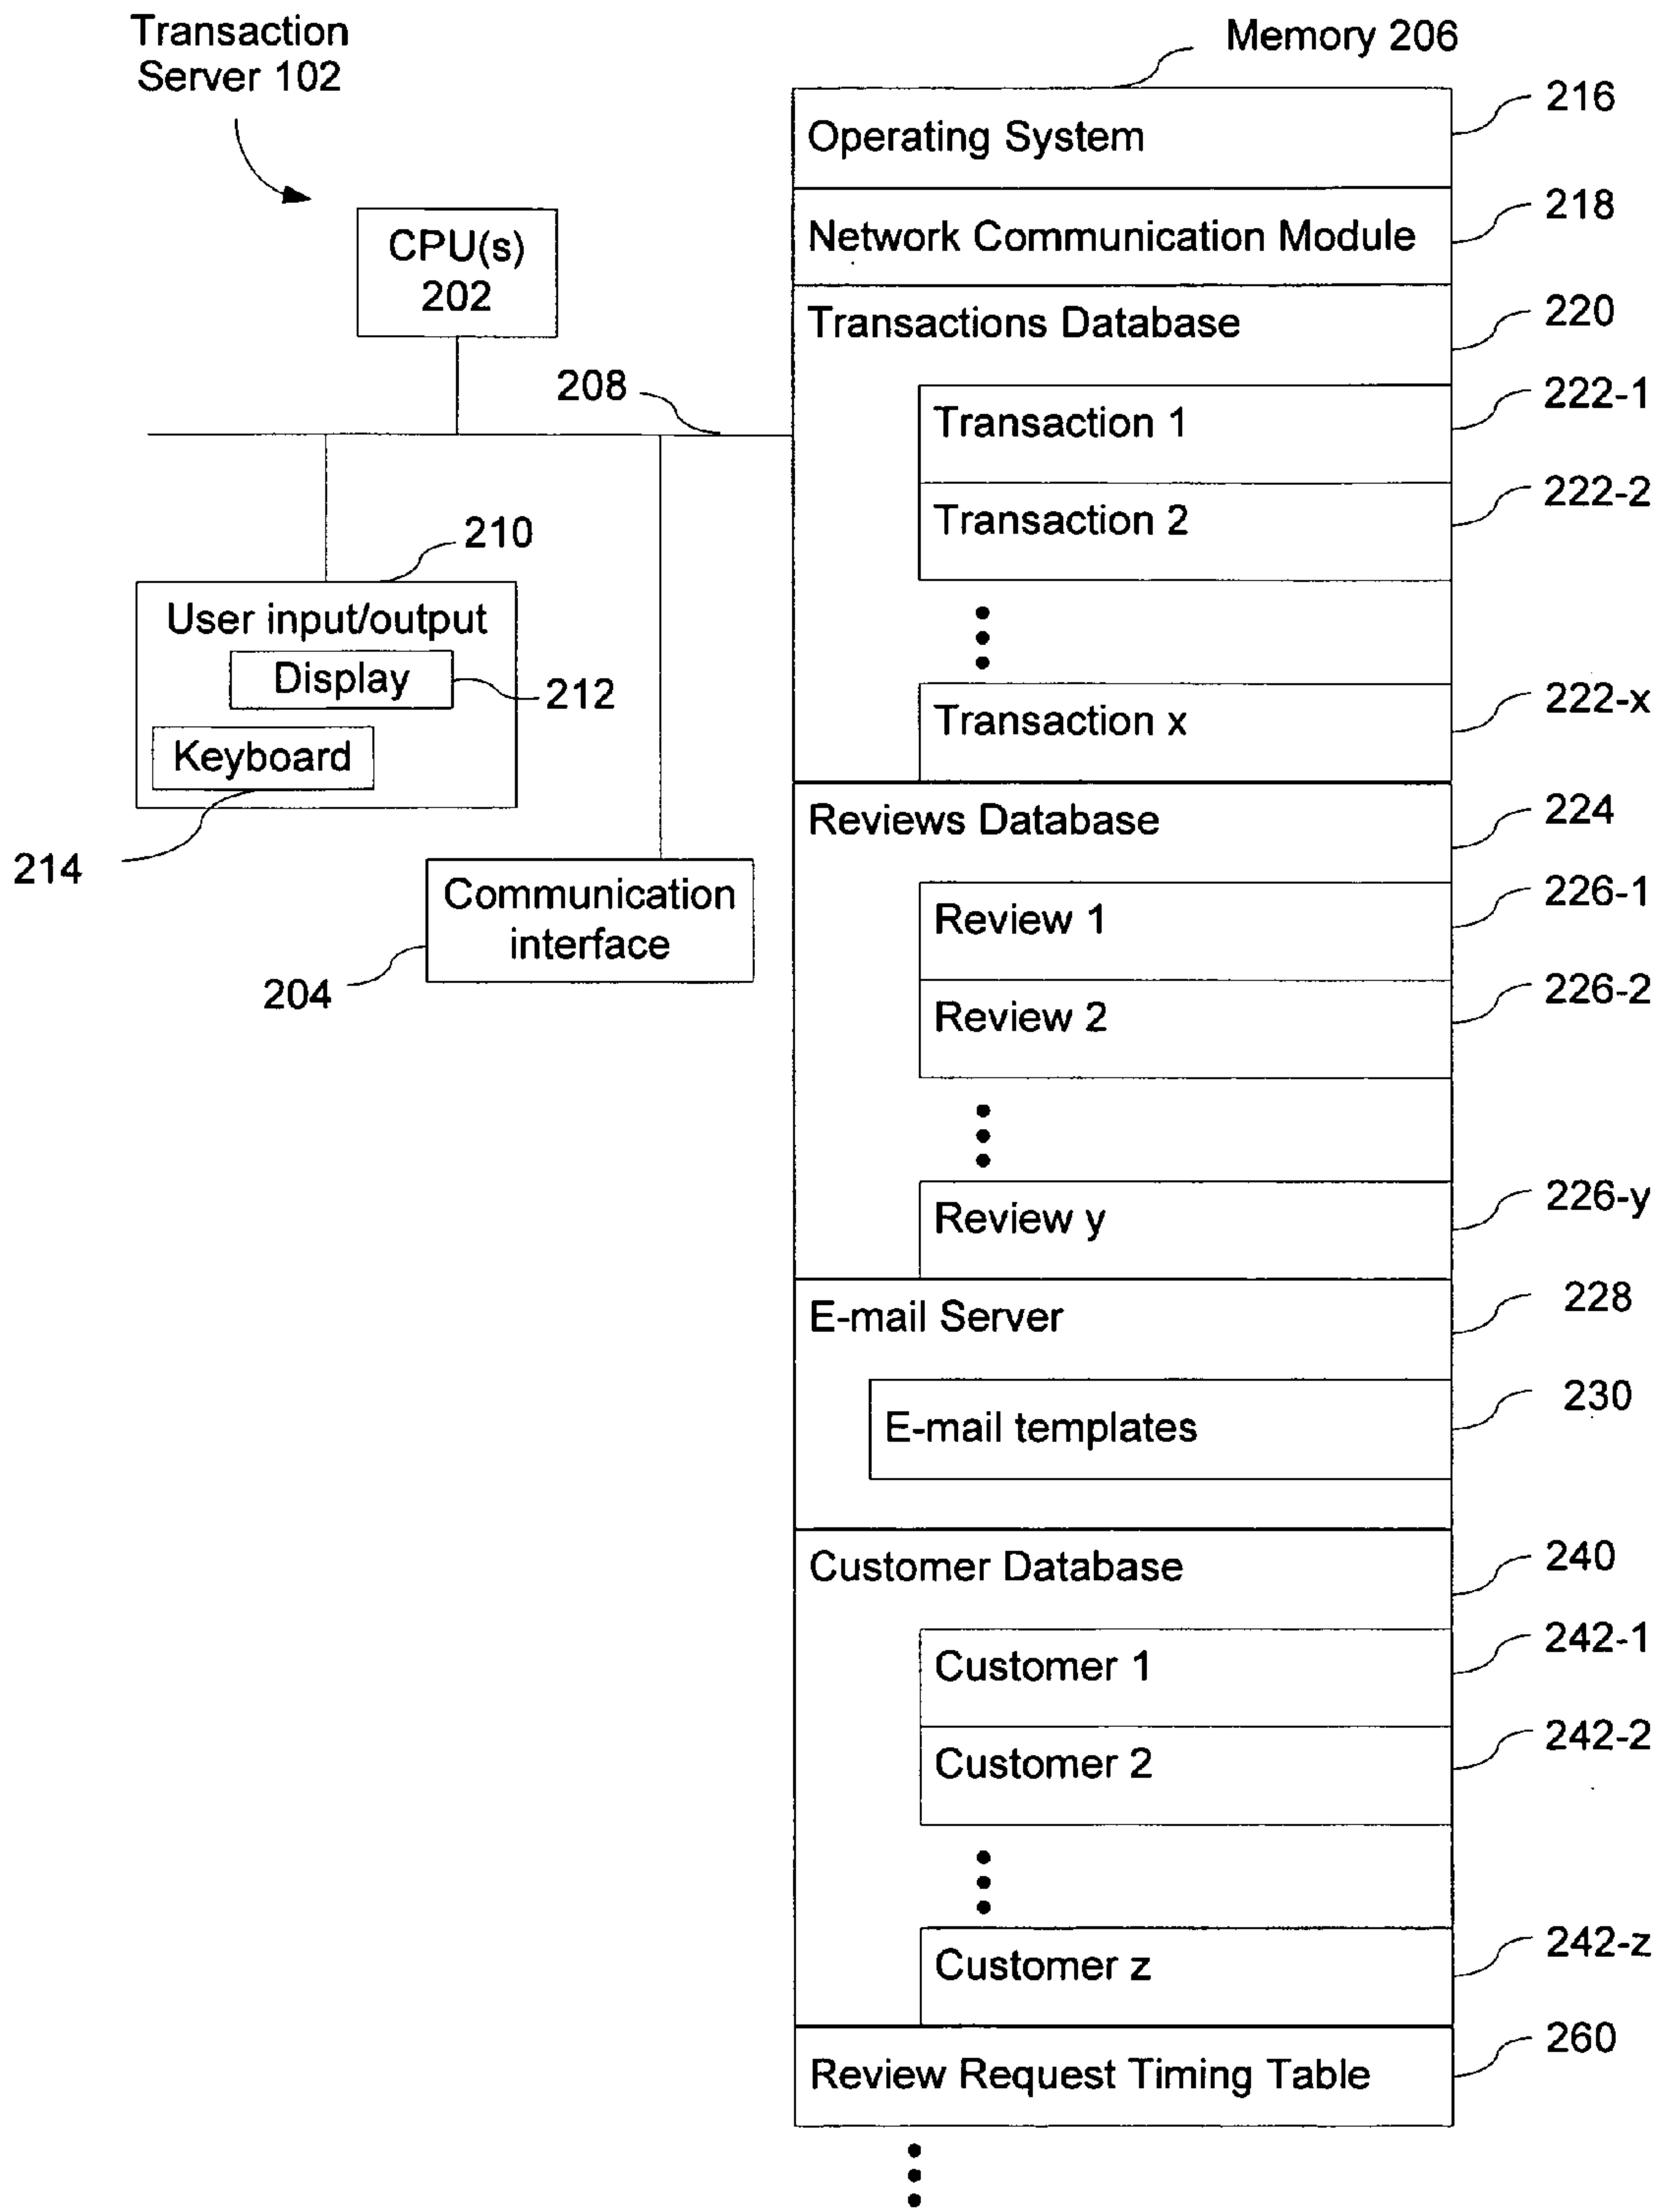 Transaction
Server 102
Memory 206
Operating System
216
Network Communication Module
218
CPU(s)
202
Transactions Database
220
208
Transaction 1
222-1
Transaction 2
222-2
210
User input/output
Display
212
Keyboard
214
Transaction x
222-x
Reviews Database
224
Communication
interface
204
Review 1
226-1
Review 2
226-2
Review y
226-y
E-mail Server
228
E-mail templates
230
Customer Database
240
Customer 1
242-1
Customer 2
242-2
Customer z
242-z
Review Request Timing Table
260